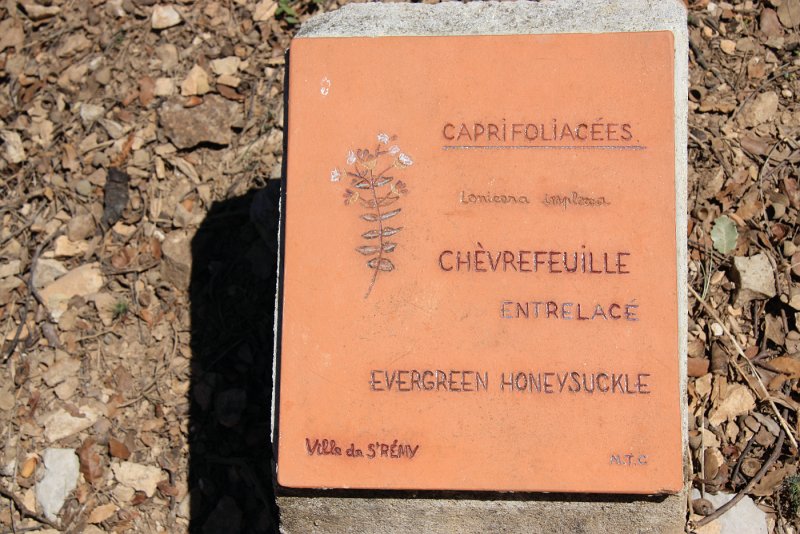 CAPRIFOLIACÉES
Lonicera implexa
CHÈVREFEUILLE
ENTRELACÉ
EVERGREEN HONEYSUCKLE
Ville de St RÉMY M.T.G